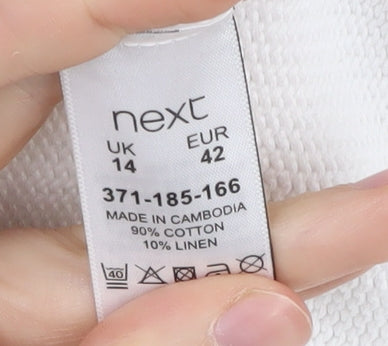 next
UK EUR
14 42
371-185-166
MADE IN CAMBODIA
90% COTTON
10% LINEN
40